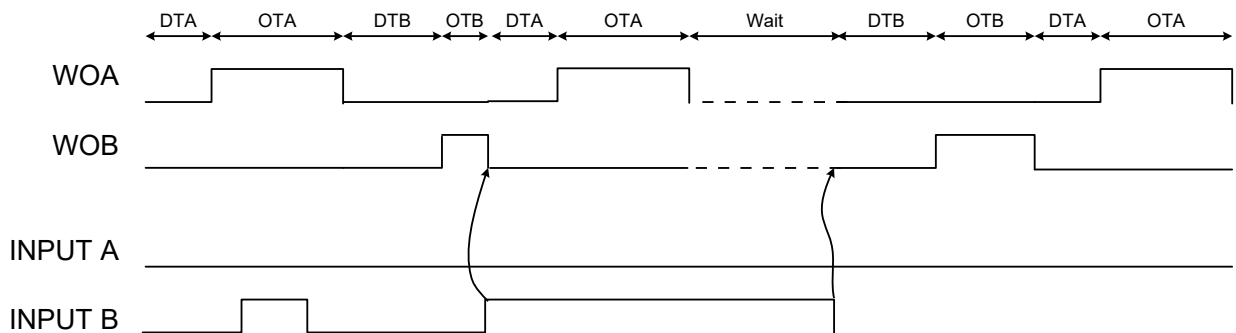 DTA OTA DTB OTB DTA OTA Wait DTB OTB DTA OTA
WOA
WOB
INPUT A
INPUT B